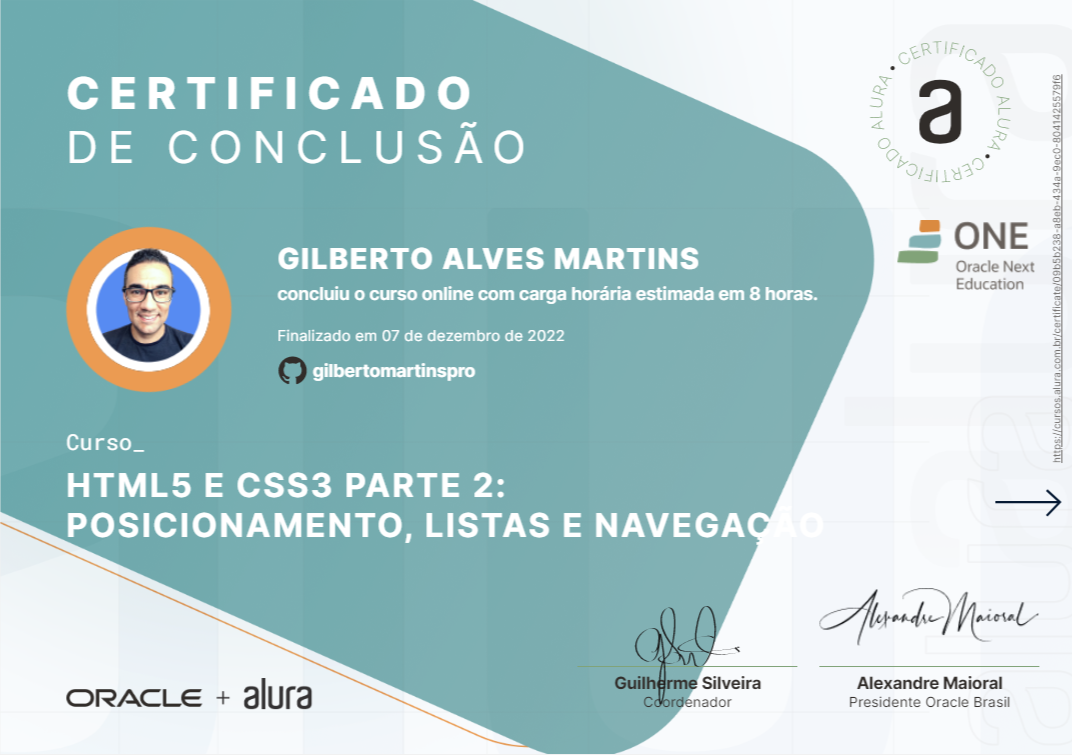 CERTIFICADO
DE CONCLUSÃO
CERTIFICADO ALURA • CERTIFICADO ALURA •
a
ONE
Oracle Next
Education
GILBERTO ALVES MARTINS
concluiu o curso online com carga horária estimada em 8 horas.
Finalizado em 07 de dezembro de 2022
gilbertomartinspro
Curso_
HTML5 E CSS3 PARTE 2:
POSICIONAMENTO, LISTAS E NAVEGAÇÃO
https://cursos.alura.com.br/certificate/09b5b238-a8eb-434a-9ec0-8041425579f6
Alexandre Maioral
ORACLE + alura
Guilherme Silveira
Coordenador
Alexandre Maioral
Presidente Oracle Brasil